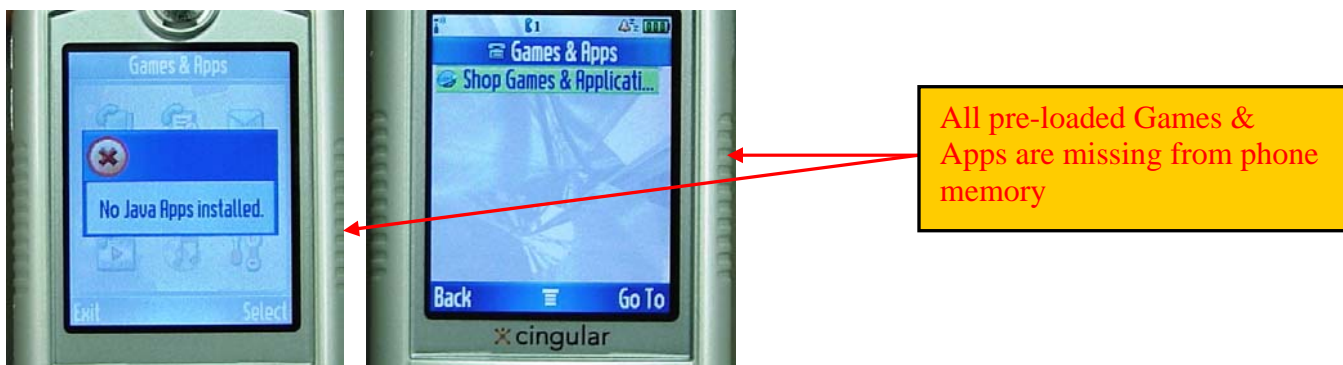 Games & Apps
No Java Apps installed.
Exit Select
1
Games & Apps
Shop Games & Applicati...
Back Go To
cingular
All pre-loaded Games &
Apps are missing from phone
memory